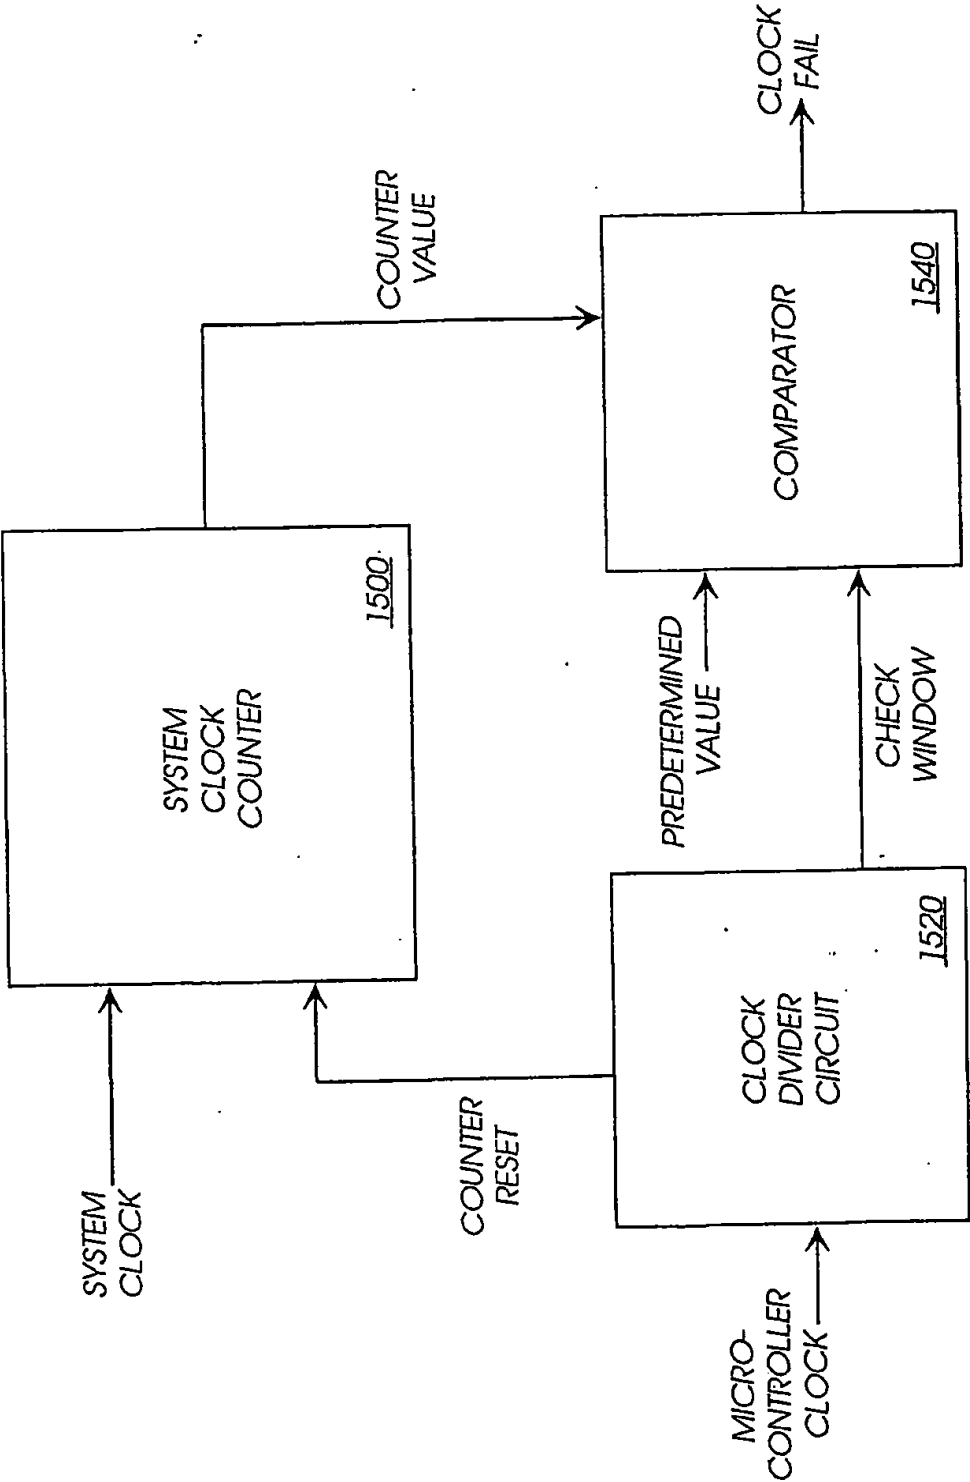 SYSTEM
CLOCK
SYSTEM
CLOCK
COUNTER
1500
COUNTER
VALUE
COUNTER
RESET
MICRO-
CONTROLLER
CLOCK
CLOCK
DIVIDER
CIRCUIT
1520
PREDETERMINED
VALUE
CHECK
WINDOW
COMPARATOR
1540
CLOCK
FAIL